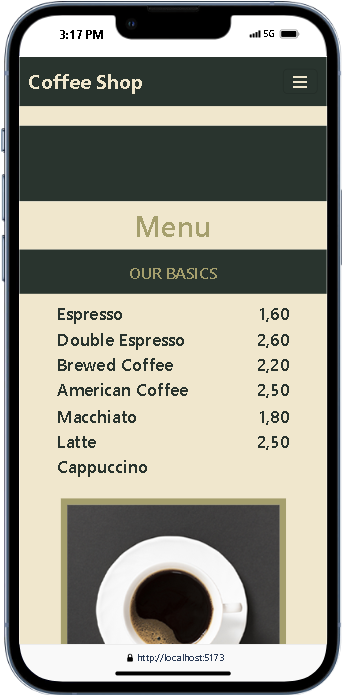 3:17 PM 5G
Coffee Shop
Menu
OUR BASICS
Espresso 1,60
Double Espresso 2,60
Brewed Coffee 2,20
American Coffee 2,50
Macchiato 1,80
Latte 2,50
Cappuccino
http://localhost:5173